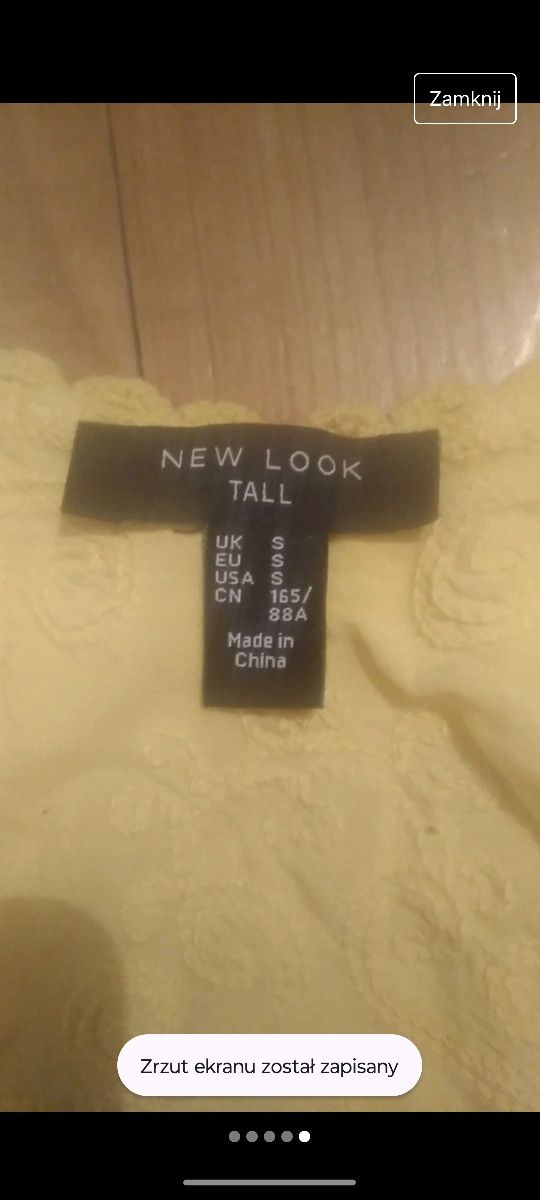 Zamknij
NEW LOOK
TALL
UK S
EU S
USA S
CN 165/
88A
Made in
China
Zrzut ekranu został zapisany